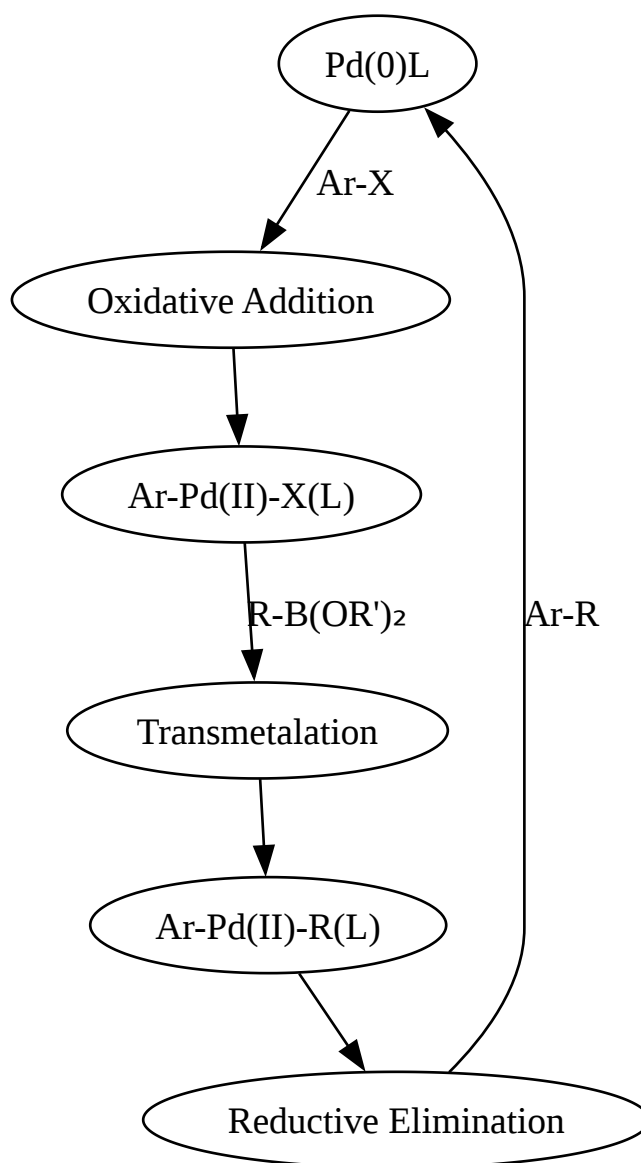 Pd(0)L
Ar-X
Oxidative Addition
Ar-Pd(II)-X(L)
R-B(OR')₂
Ar-R
Transmetalation
Ar-Pd(II)-R(L)
Reductive Elimination